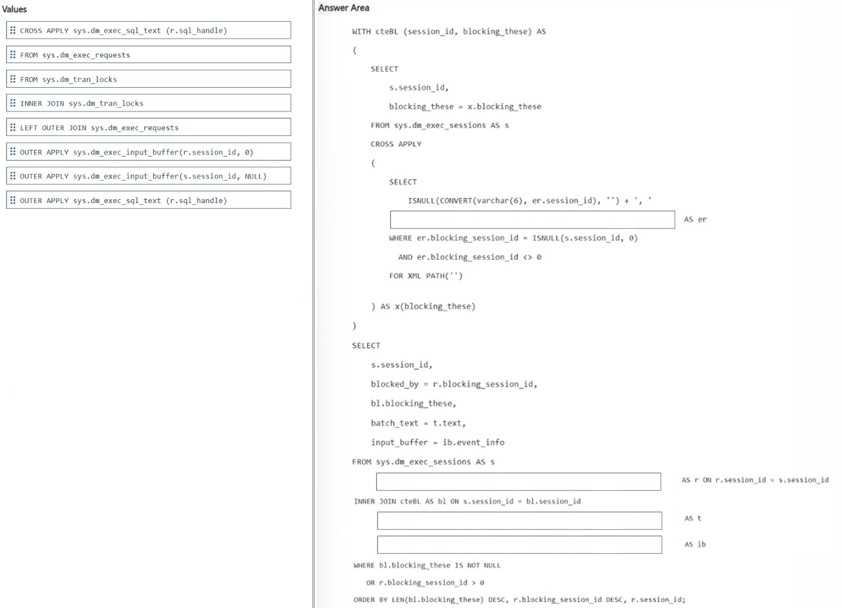 Values
CROSS APPLY sys.dm_exec_sql_text (r.sql_handle)
FROM sys.dm_exec_requests
FROM sys.dm_tran_locks
INNER JOIN sys.dm_tran_locks
LEFT OUTER JOIN sys.dm_exec_requests
OUTER APPLY sys.dm_exec_input_buffer(r.session_id, 0)
OUTER APPLY sys.dm_exec_input_buffer(s.session_id, NULL)
OUTER APPLY sys.dm_exec_sql_text (r.sql_handle)
Answer Area
WITH cteBL (session_id, blocking_these) AS
(
SELECT
s.session_id,
blocking_these = x.blocking_these
FROM sys.dm_exec_sessions AS s
CROSS APPLY
(
SELECT
ISNULL(CONVERT(varchar(6), er.session_id), '') + ', '
AS er
WHERE er.blocking_session_id = ISNULL(s.session_id, 0)
AND er.blocking_session_id <> 0
FOR XML PATH('')
) AS x(blocking_these)
)
SELECT
s.session_id,
blocked_by = r.blocking_session_id,
bl.blocking_these,
batch_text = t.text,
input_buffer = ib.event_info
FROM sys.dm_exec_sessions AS s
AS r ON r.session_id = s.session_id
INNER JOIN cteBL AS bl ON s.session_id = bl.session_id
AS t
AS ib
WHERE bl.blocking_these IS NOT NULL
OR r.blocking_session_id > 0
ORDER BY LEN(bl.blocking_these) DESC, r.blocking_session_id DESC, r.session_id;